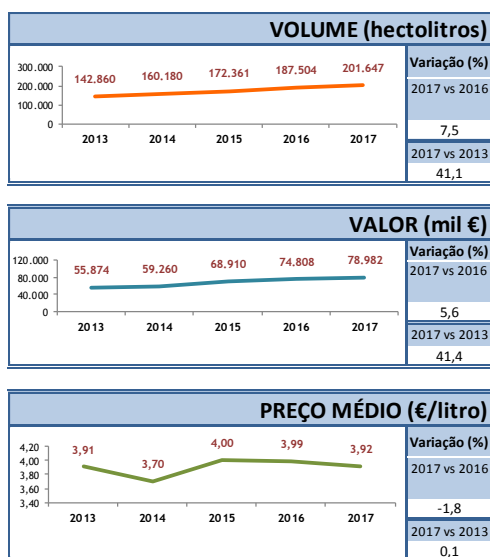 VOLUME (hectolitros)
300.000
200.000
100.000
0
142.860 160.180 172.361 187.504 201.647
2013 2014 2015 2016 2017
Variação (%)
2017 vs 2016
7,5
2017 vs 2013
41,1
VALOR (mil €)
120.000
80.000
40.000
0
55.874 59.260 68.910 74.808 78.982
2013 2014 2015 2016 2017
Variação (%)
2017 vs 2016
5,6
2017 vs 2013
41,4
PREÇO MÉDIO (€/litro)
4,20
4,00
3,80
3,60
3,40
3,91 3,70 4,00 3,99 3,92
2013 2014 2015 2016 2017
Variação (%)
2017 vs 2016
-1,8
2017 vs 2013
0,1